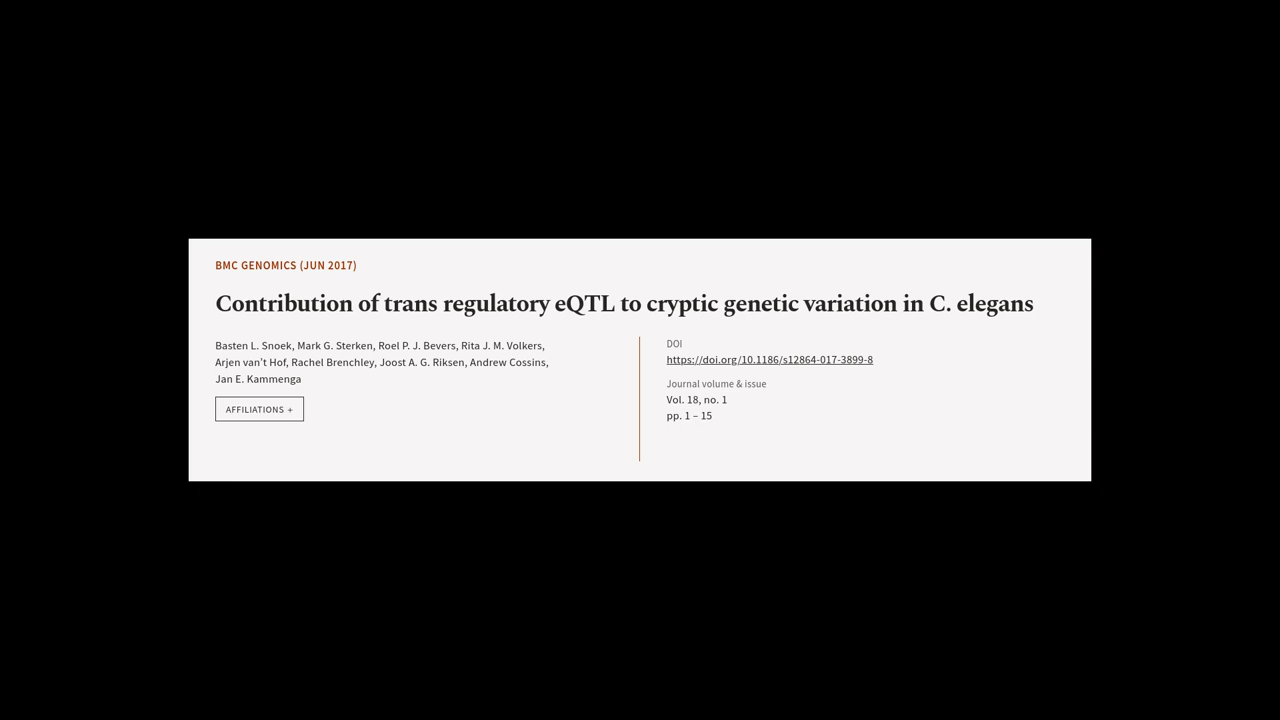 BMC GENOMICS (JUN 2017)
Contribution of trans regulatory eQTL to cryptic genetic variation in C. elegans
Basten L. Snoek, Mark G. Sterken, Roel P. J. Bevers, Rita J. M. Volkers,
Arjen van’t Hof, Rachel Brenchley, Joost A. G. Riksen, Andrew Cossins,
Jan E. Kammenga
AFFILIATIONS +
DOI
https://doi.org/10.1186/s12864-017-3899-8
Journal volume & issue
Vol. 18, no. 1
pp. 1 – 15